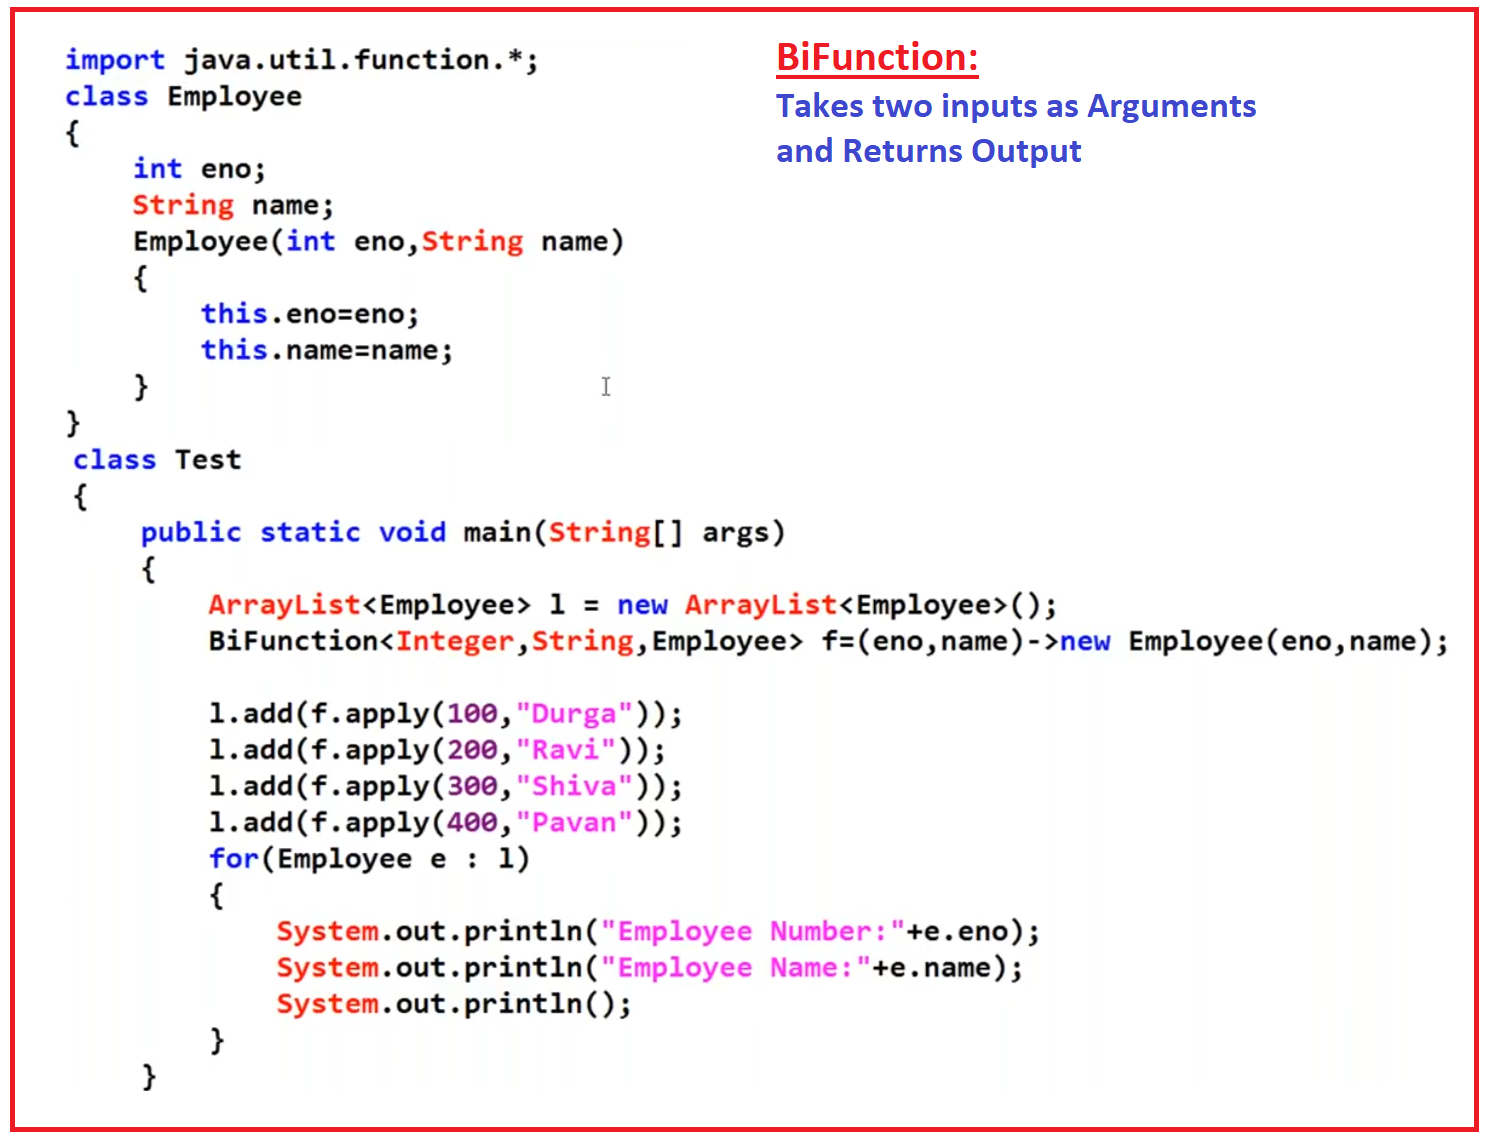 import java.util.function.*;
class Employee
{
    int eno;
    String name;
    Employee(int eno,String name)
    {
        this.eno=eno;
        this.name=name;
    }
}
class Test
{
    public static void main(String[] args)
    {
        ArrayList<Employee> l = new ArrayList<Employee>();
        BiFunction<Integer,String,Employee> f=(eno,name)->new Employee(eno,name);

        l.add(f.apply(100,"Durga"));
        l.add(f.apply(200,"Ravi"));
        l.add(f.apply(300,"Shiva"));
        l.add(f.apply(400,"Pavan"));
        for(Employee e : l)
        {
            System.out.println("Employee Number:"+e.eno);
            System.out.println("Employee Name:"+e.name);
            System.out.println();
        }
    }
BiFunction:
Takes two inputs as Arguments
and Returns Output